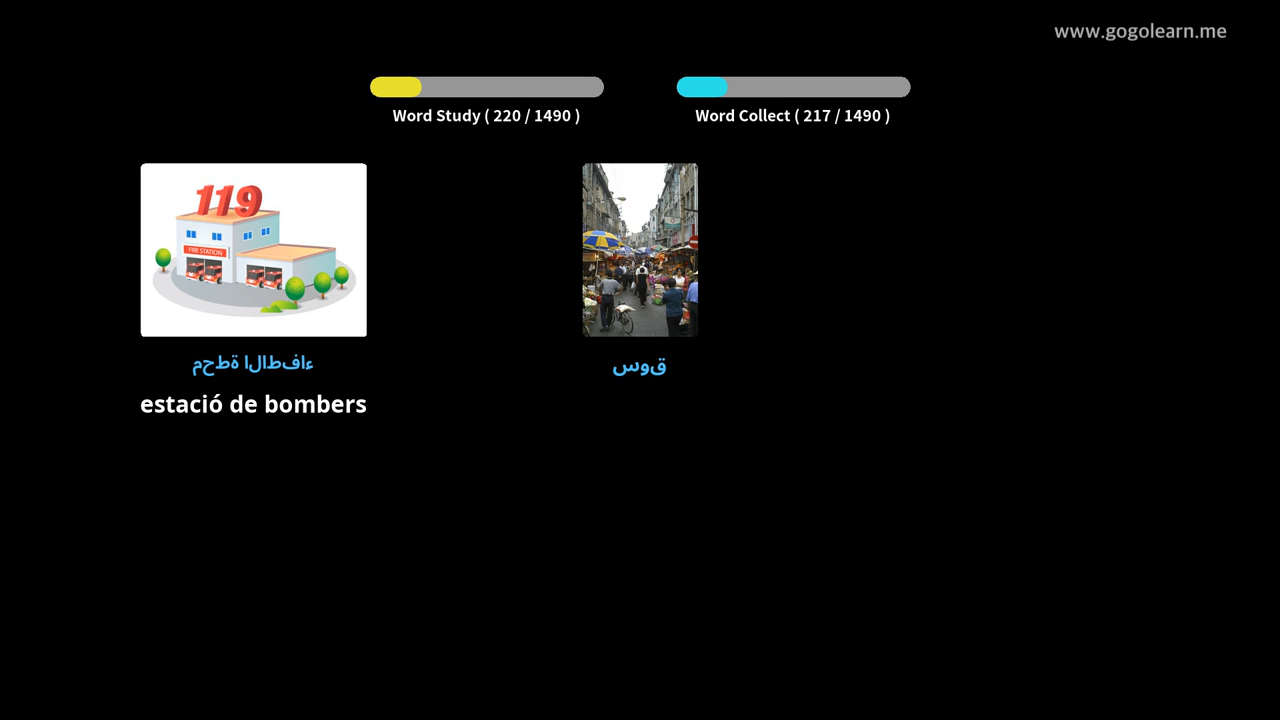 www.gogolearn.me
Word Study ( 220 / 1490 )
Word Collect ( 217 / 1490 )
119
FIRE STATION
محطة الاطفاء
estació de bombers
سوق